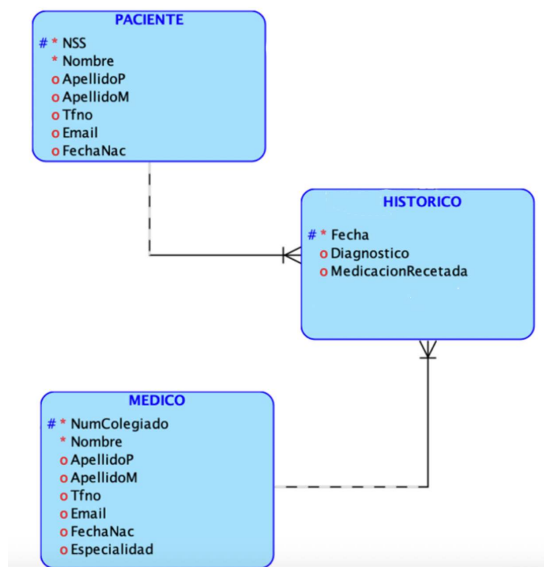 PACIENTE
# * NSS
* Nombre
o ApellidoP
o ApellidoM
o Tfno
o Email
o FechaNac
HISTORICO
# * Fecha
o Diagnostico
o MedicacionRecetada
MEDICO
# * NumColegiado
* Nombre
o ApellidoP
o ApellidoM
o Tfno
o Email
o FechaNac
o Especialidad